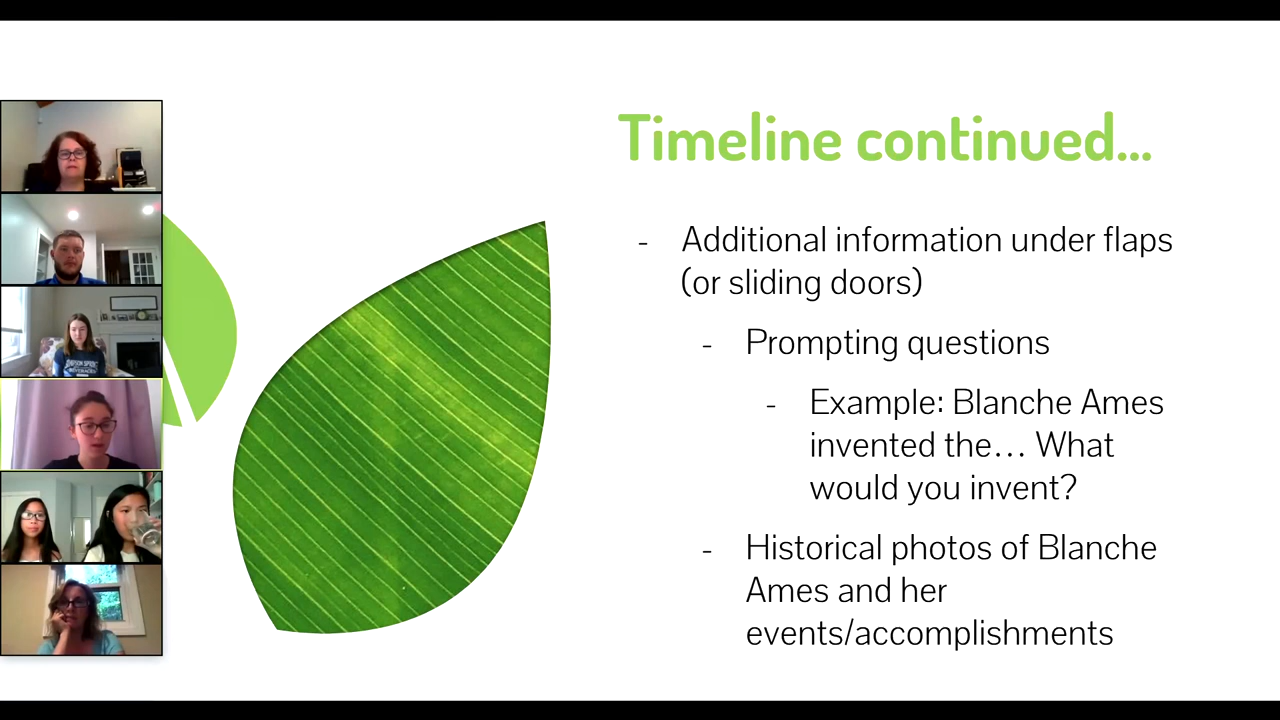 Timeline continued...
- Additional information under flaps
(or sliding doors)
- Prompting questions
- Example: Blanche Ames
invented the... What
would you invent?
- Historical photos of Blanche
Ames and her
events/accomplishments